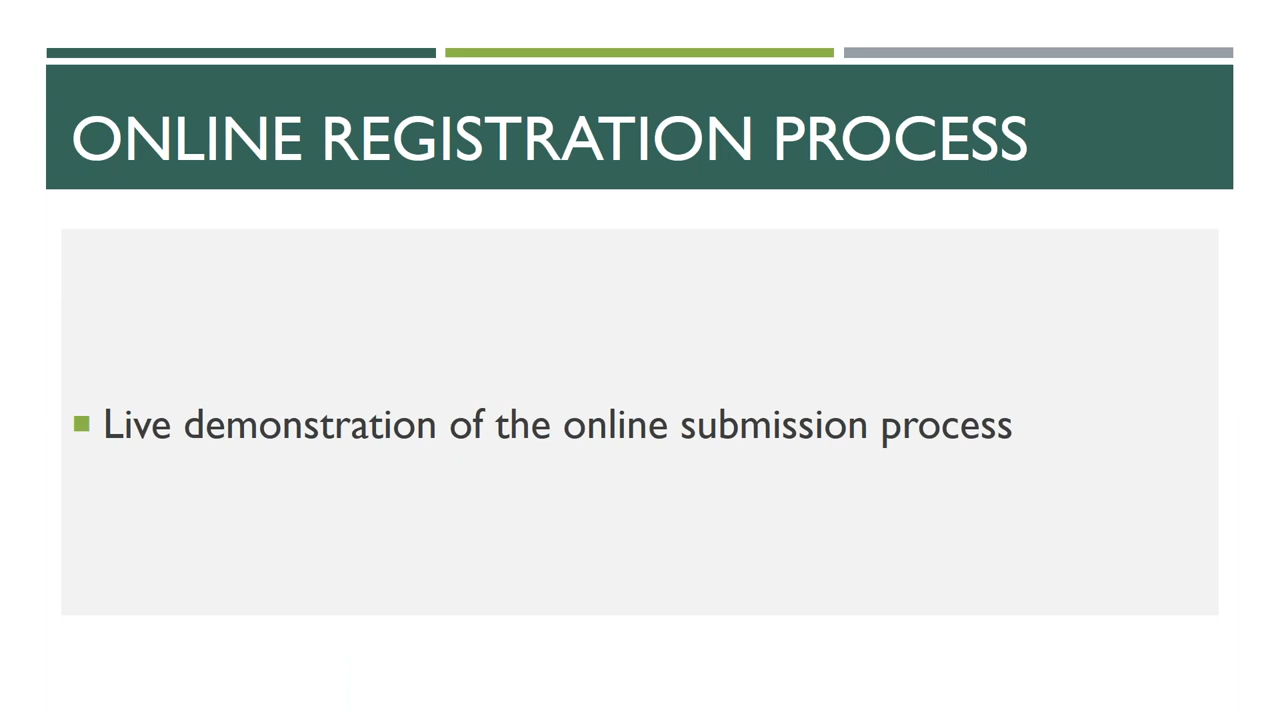 ONLINE REGISTRATION PROCESS
Live demonstration of the online submission process